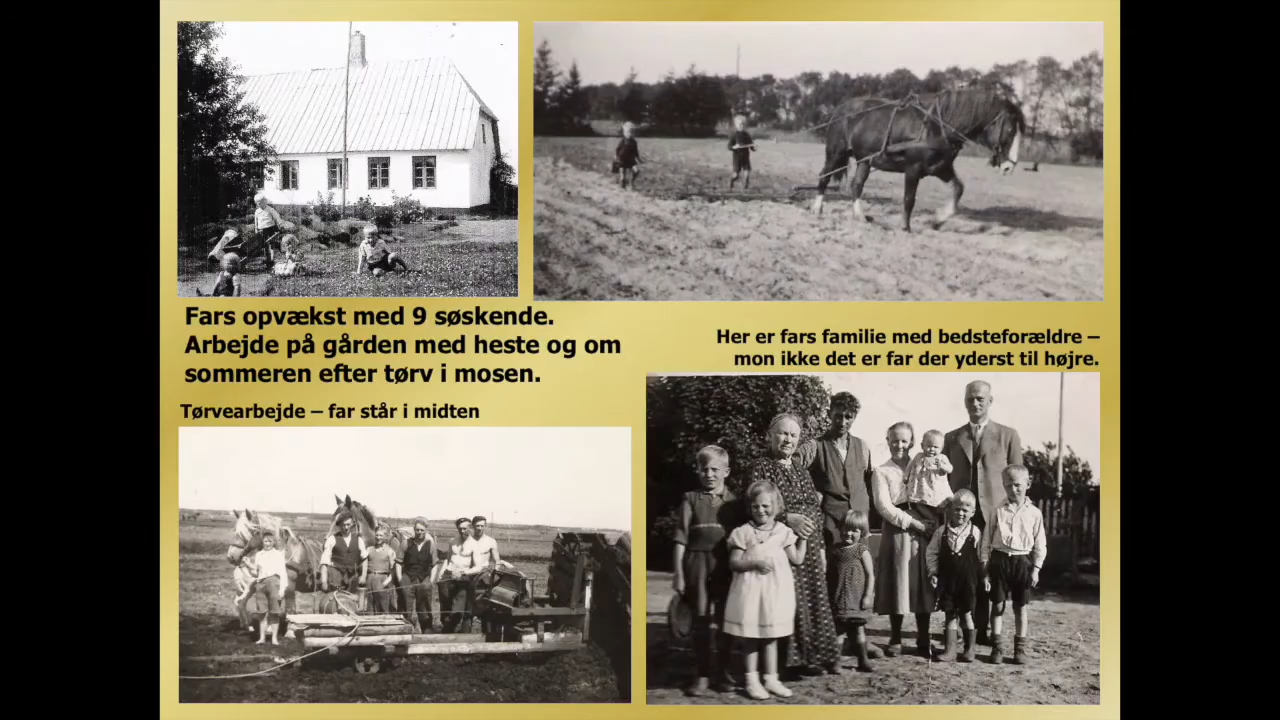 Fars opvækst med 9 søskende.
Arbejde på gården med heste og om
sommeren efter tørv i mosen.
Her er fars familie med bedsteforældre –
mon ikke det er far der yderst til højre.
Tørvearbejde – far står i midten